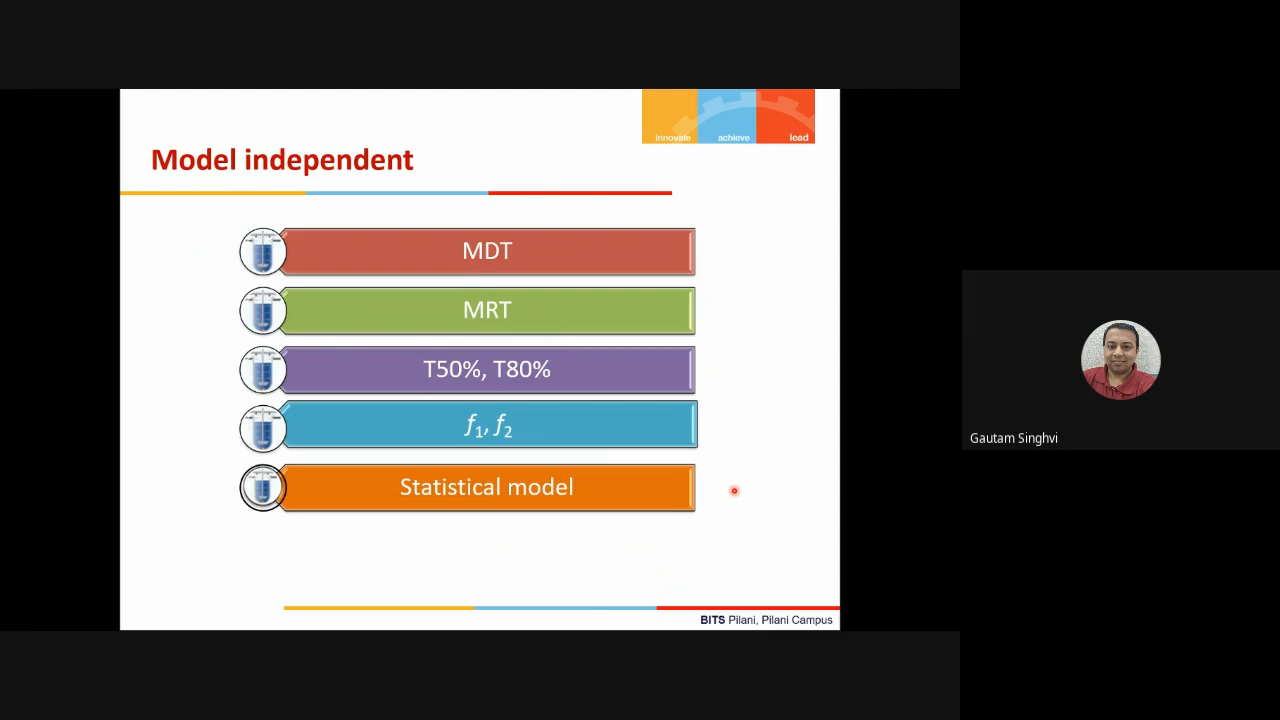 innovate achieve lead
Model independent
MDT
MRT
T50%, T80%
f1, f2
Statistical model
BITS Pilani, Pilani Campus
Gautam Singhvi